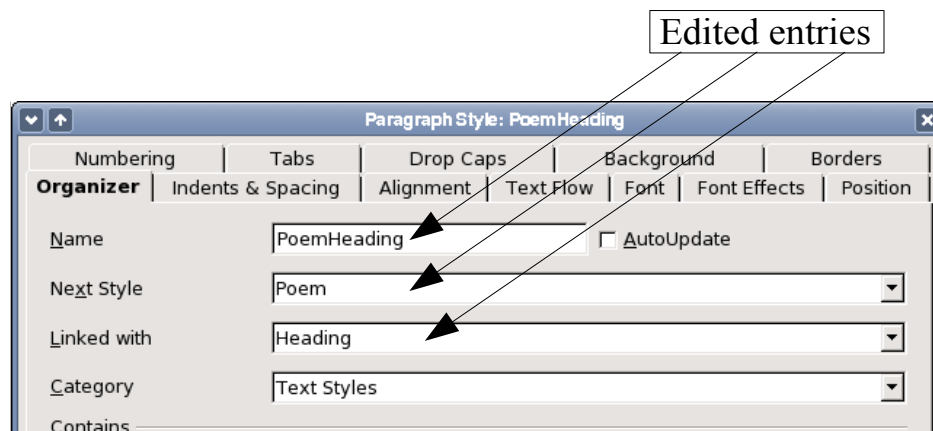 Edited entries
Paragraph Style: PoemHeading
Numbering Tabs Drop Caps Background Borders
Organizer Indents & Spacing Alignment Text Flow Font Font Effects Position
Name PoemHeading AutoUpdate
Next Style Poem
Linked with Heading
Category Text Styles
Contains